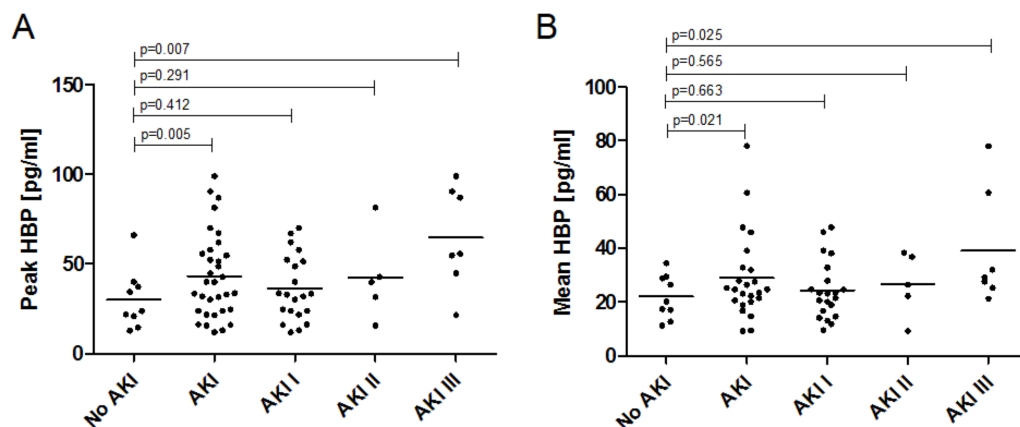 A
p=0.007
p=0.291
p=0.412
p=0.005
Peak HBP [pg/ml]
150
100
50
0
No AKI
AKI
AKI I
AKI II
AKI III
B
p=0.025
p=0.565
p=0.663
p=0.021
Mean HBP [pg/ml]
100
80
60
40
20
0
No AKI
AKI
AKI I
AKI II
AKI III